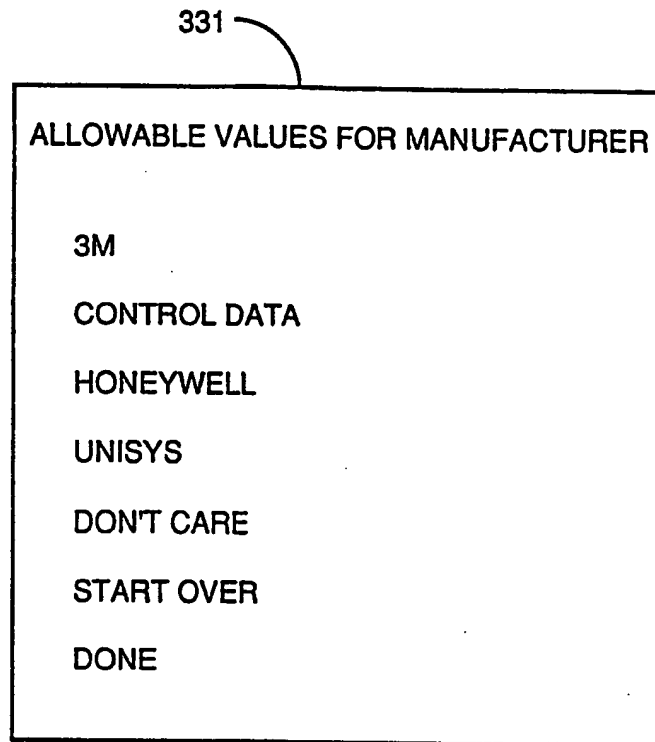 331
ALLOWABLE VALUES FOR MANUFACTURER
3M
CONTROL DATA
HONEYWELL
UNISYS
DON'T CARE
START OVER
DONE